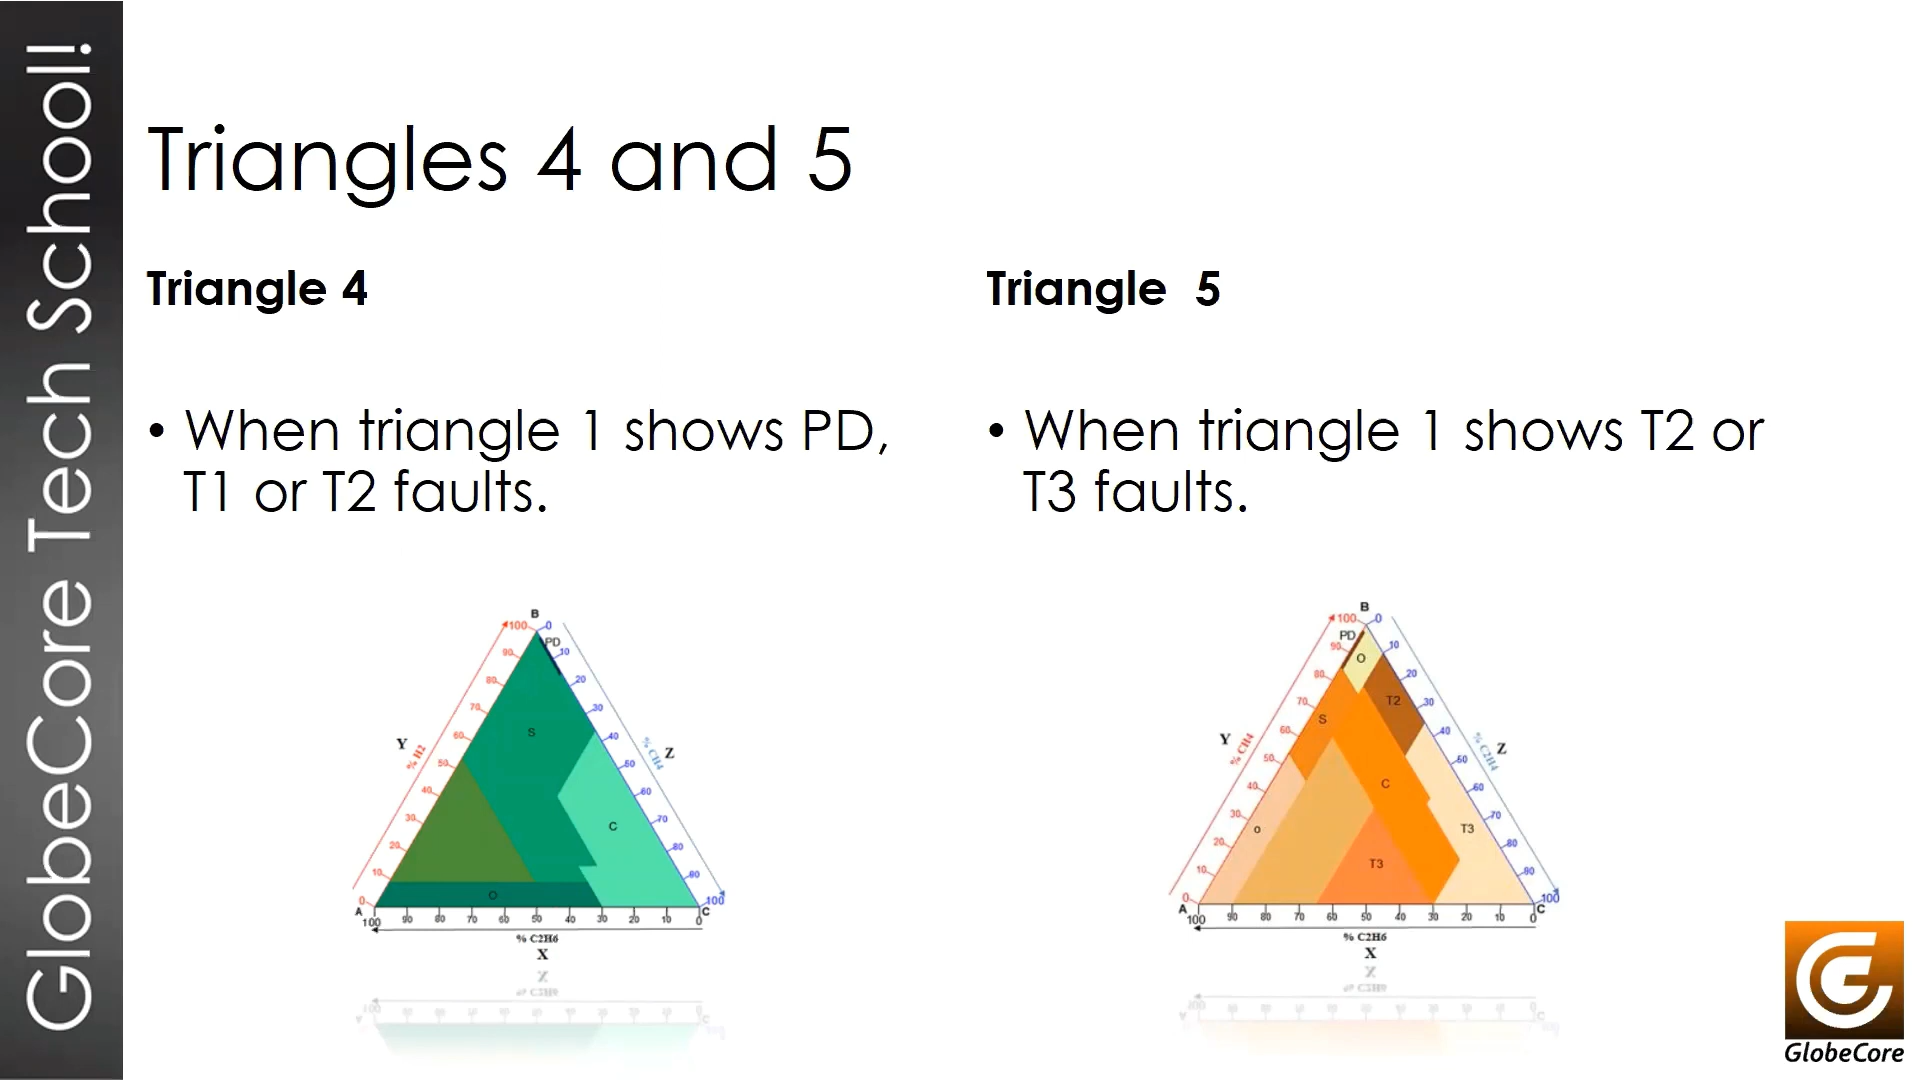 GlobeCore Tech School!
Triangles 4 and 5
Triangle 4
• When triangle 1 shows PD,
T1 or T2 faults.
B
100 0
PD
90 10
80 20
70 30
S
60 40
Y % H2 % CH4 Z
50 50
40 60
30 70
C
20 80
10 90
O
0 100
A C
100 90 80 70 60 50 40 30 20 10 0
% C2H6
X
Triangle 5
• When triangle 1 shows T2 or
T3 faults.
B
100 0
PD
90 10
O
80 20
T2
70 30
S
60 40
Y % CH4 % C2H4 Z
50 50
C
40 60
30 70
o T3
20 80
T3
10 90
0 100
A C
100 90 80 70 60 50 40 30 20 10 0
% C2H6
X
GlobeCore